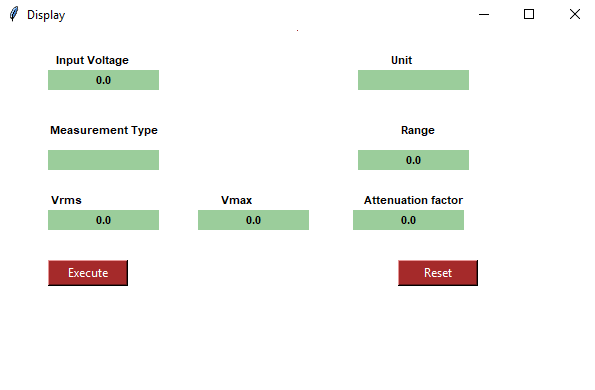 Display
Input Voltage Unit
0.0
Measurement Type Range
0.0
Vrms Vmax Attenuation factor
0.0 0.0 0.0
Execute Reset